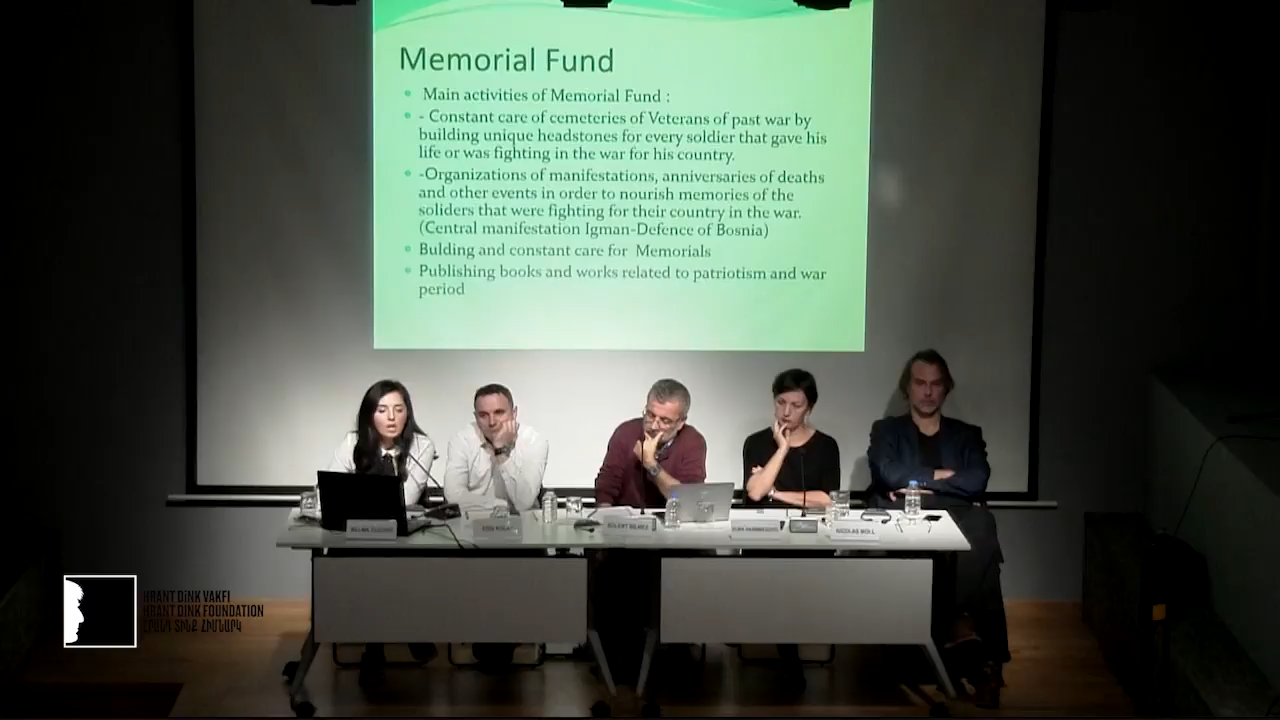 Memorial Fund
Main activities of Memorial Fund :
- Constant care of cemeteries of Veterans of past war by
building unique headstones for every soldier that gave his
life or was fighting in the war for his country.
-Organizations of manifestations, anniversaries of deaths
and other events in order to nourish memories of the
soliders that were fighting for their country in the war.
(Central manifestation Igman-Defence of Bosnia)
Bulding and constant care for Memorials
Publishing books and works related to patriotism and war
period
NICOLAS MOLL
HRANT DİNK VAKFI
HRANT DINK FOUNDATION